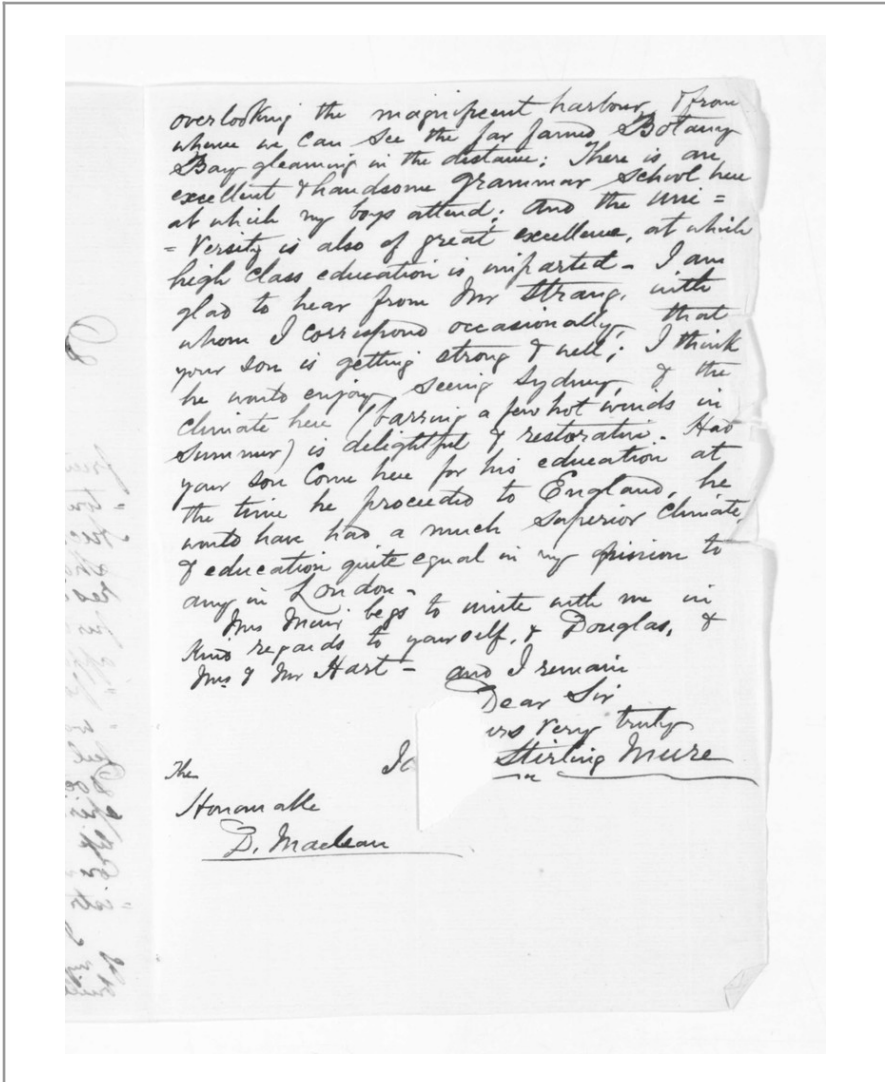 overlooking the magnificent harbour, & from
whence we can see the far famed Botany
Bay gleaming in the distance; There is an
excellent & handsome grammar school here
at which my boys attend; and the uni=
=versity is also of great excellence, at which
high class education is imparted - I am
glad to hear from Mr Strang, with
whom I correspond occasionally, that
your son is getting strong & well; I think
he would enjoy seeing Sydney, & the
climate here (barring a few hot winds in
summer) is delightful & restorative. Had
your son come here for his education at
the time he proceeded to England, he
would have had a much superior climate,
& education quite equal in my opinion to
any in London -
Mrs Muir begs to unite with me in
kind regards to yourself, & Douglas, &
Mrs & Mr Hart - and I remain
Dear Sir
urs very truly
Stirling Mure
The
Honourable
D. Maclean